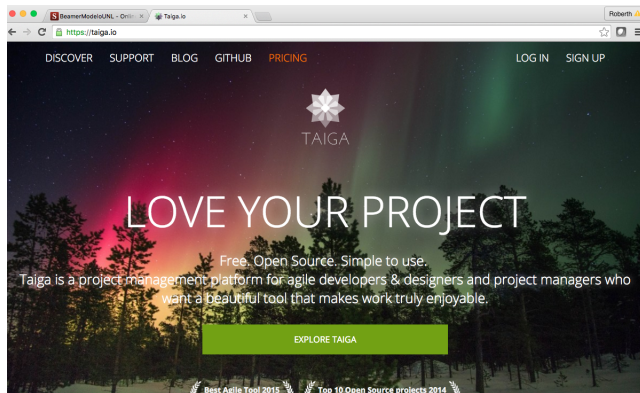 BeamerModeloUNL - Onlin
Taiga.io
Roberth
https://taiga.io
DISCOVER SUPPORT BLOG GITHUB PRICING LOG IN SIGN UP
TAIGA
LOVE YOUR PROJECT
Free. Open Source. Simple to use.
Taiga is a project management platform for agile developers & designers and project managers who
want a beautiful tool that makes work truly enjoyable.
EXPLORE TAIGA
Best Agile Tool 2015 Top 10 Open Source projects 2014